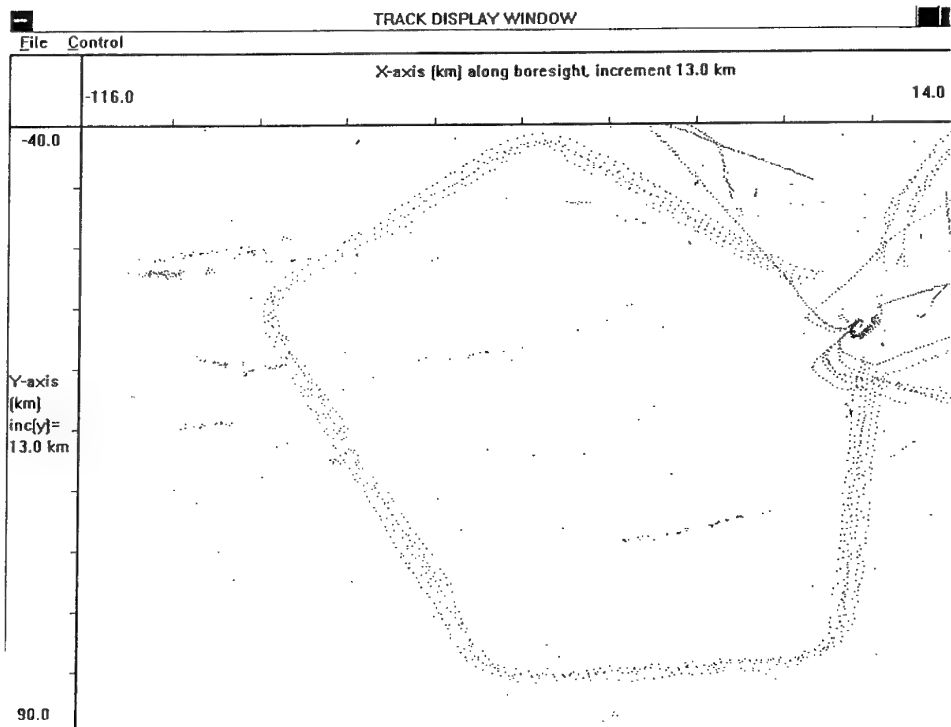 TRACK DISPLAY WINDOW
File Control
X-axis (km) along boresight, increment 13.0 km
-116.0 14.0
-40.0
Y-axis
(km)
inc(y)=
13.0 km
90.0